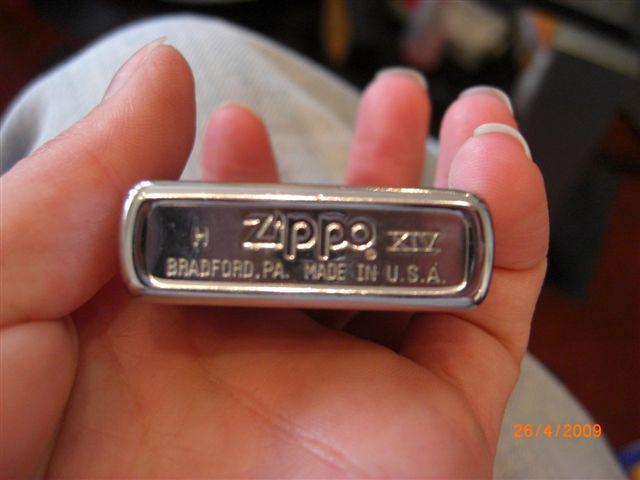 H Zippo XIV
BRADFORD, PA. MADE IN U.S.A.
26/4/2009